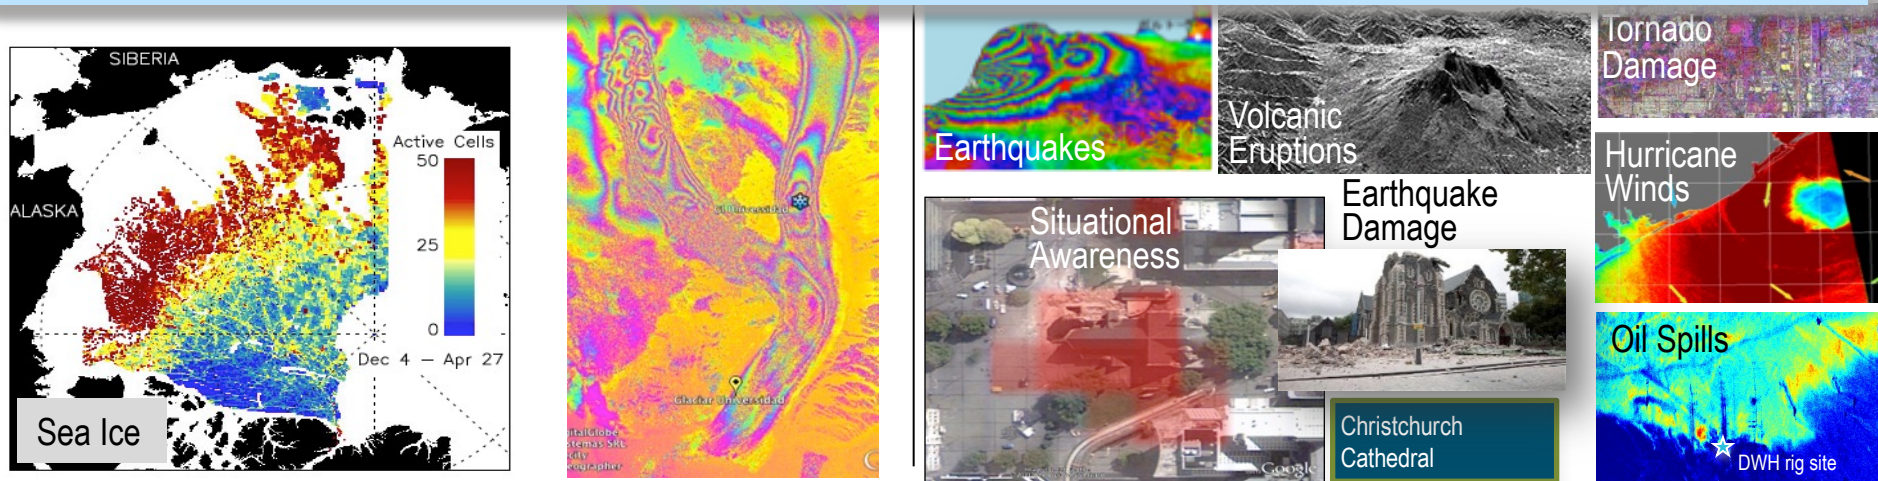 SIBERIA
ALASKA
Active Cells
50
25
0
Dec 4 – Apr 27
Sea Ice
Glaciar Universidad
Earthquakes
Volcanic
Eruptions
Tornado
Damage
Hurricane
Winds
Situational
Awareness
Google
Earthquake
Damage
Christchurch
Cathedral
Oil Spills
DWH rig site